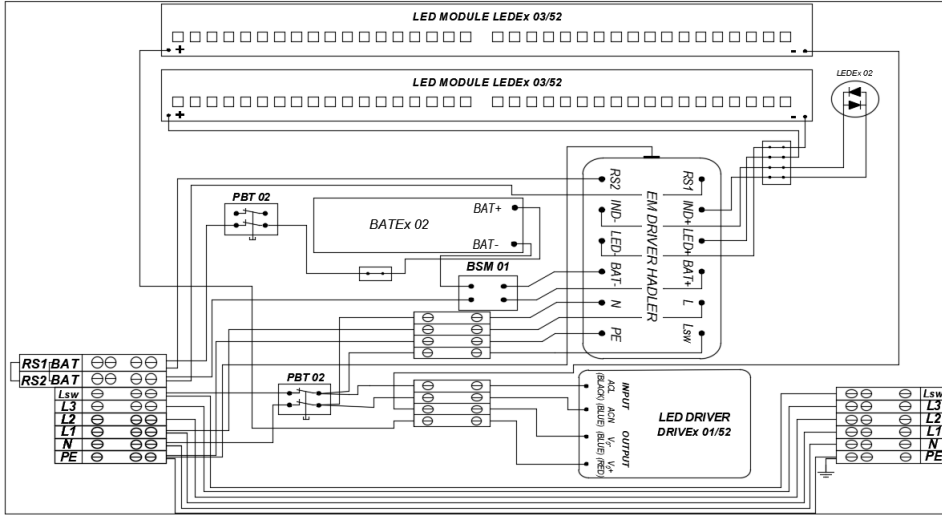 LED MODULE LEDEx 03/52
+ -
LED MODULE LEDEx 03/52
+ -
LEDEx 02
PBT 02
BATEx 02
BAT+
BAT-
BSM 01
RS2 RS1
IND- IND+
LED- LED+
BAT- BAT+
N L
PE Lsw
EM DRIVER HADLER
RS1 BAT
RS2 BAT
Lsw
L3
L2
L1
N
PE
PBT 02
INPUT
ACL (BLACK)
ACN (BLUE)
OUTPUT
V₀- (BLUE)
V₀+ (RED)
LED DRIVER
DRIVEx 01/52
Lsw
L3
L2
L1
N
PE